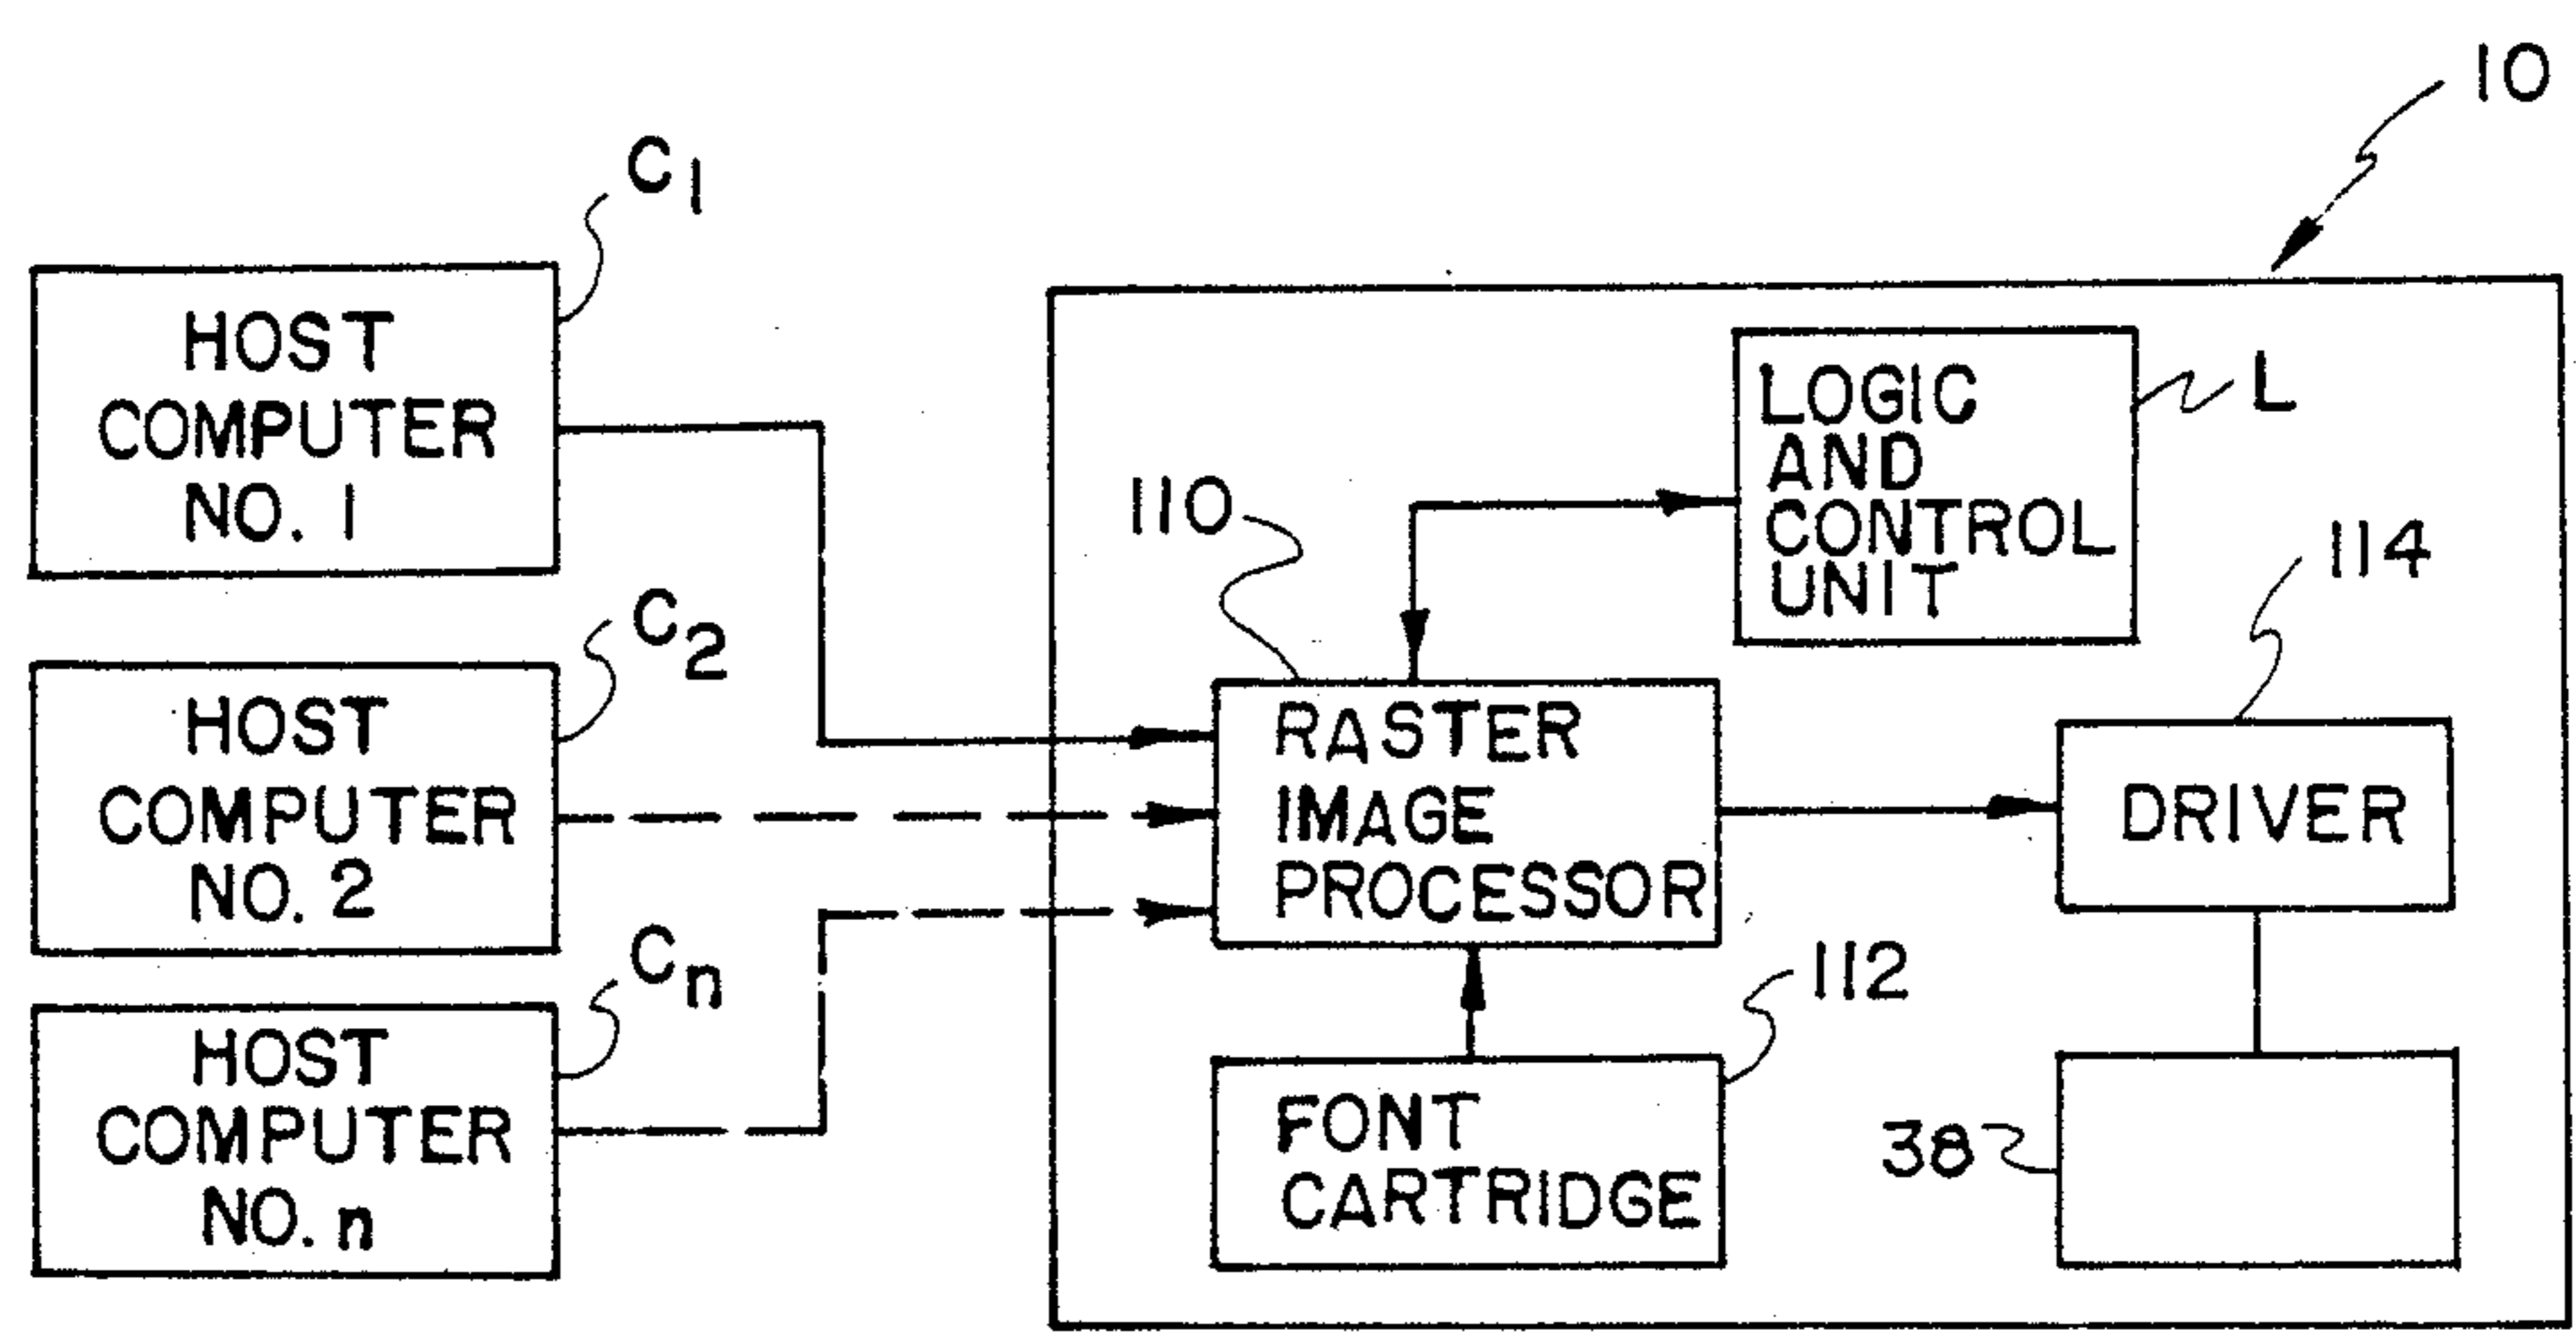 10
C1
HOST
COMPUTER
NO. 1
C2
HOST
COMPUTER
NO. 2
Cn
HOST
COMPUTER
NO. n
LOGIC
AND
CONTROL
UNIT
L
110
RASTER
IMAGE
PROCESSOR
114
DRIVER
112
FONT
CARTRIDGE
38